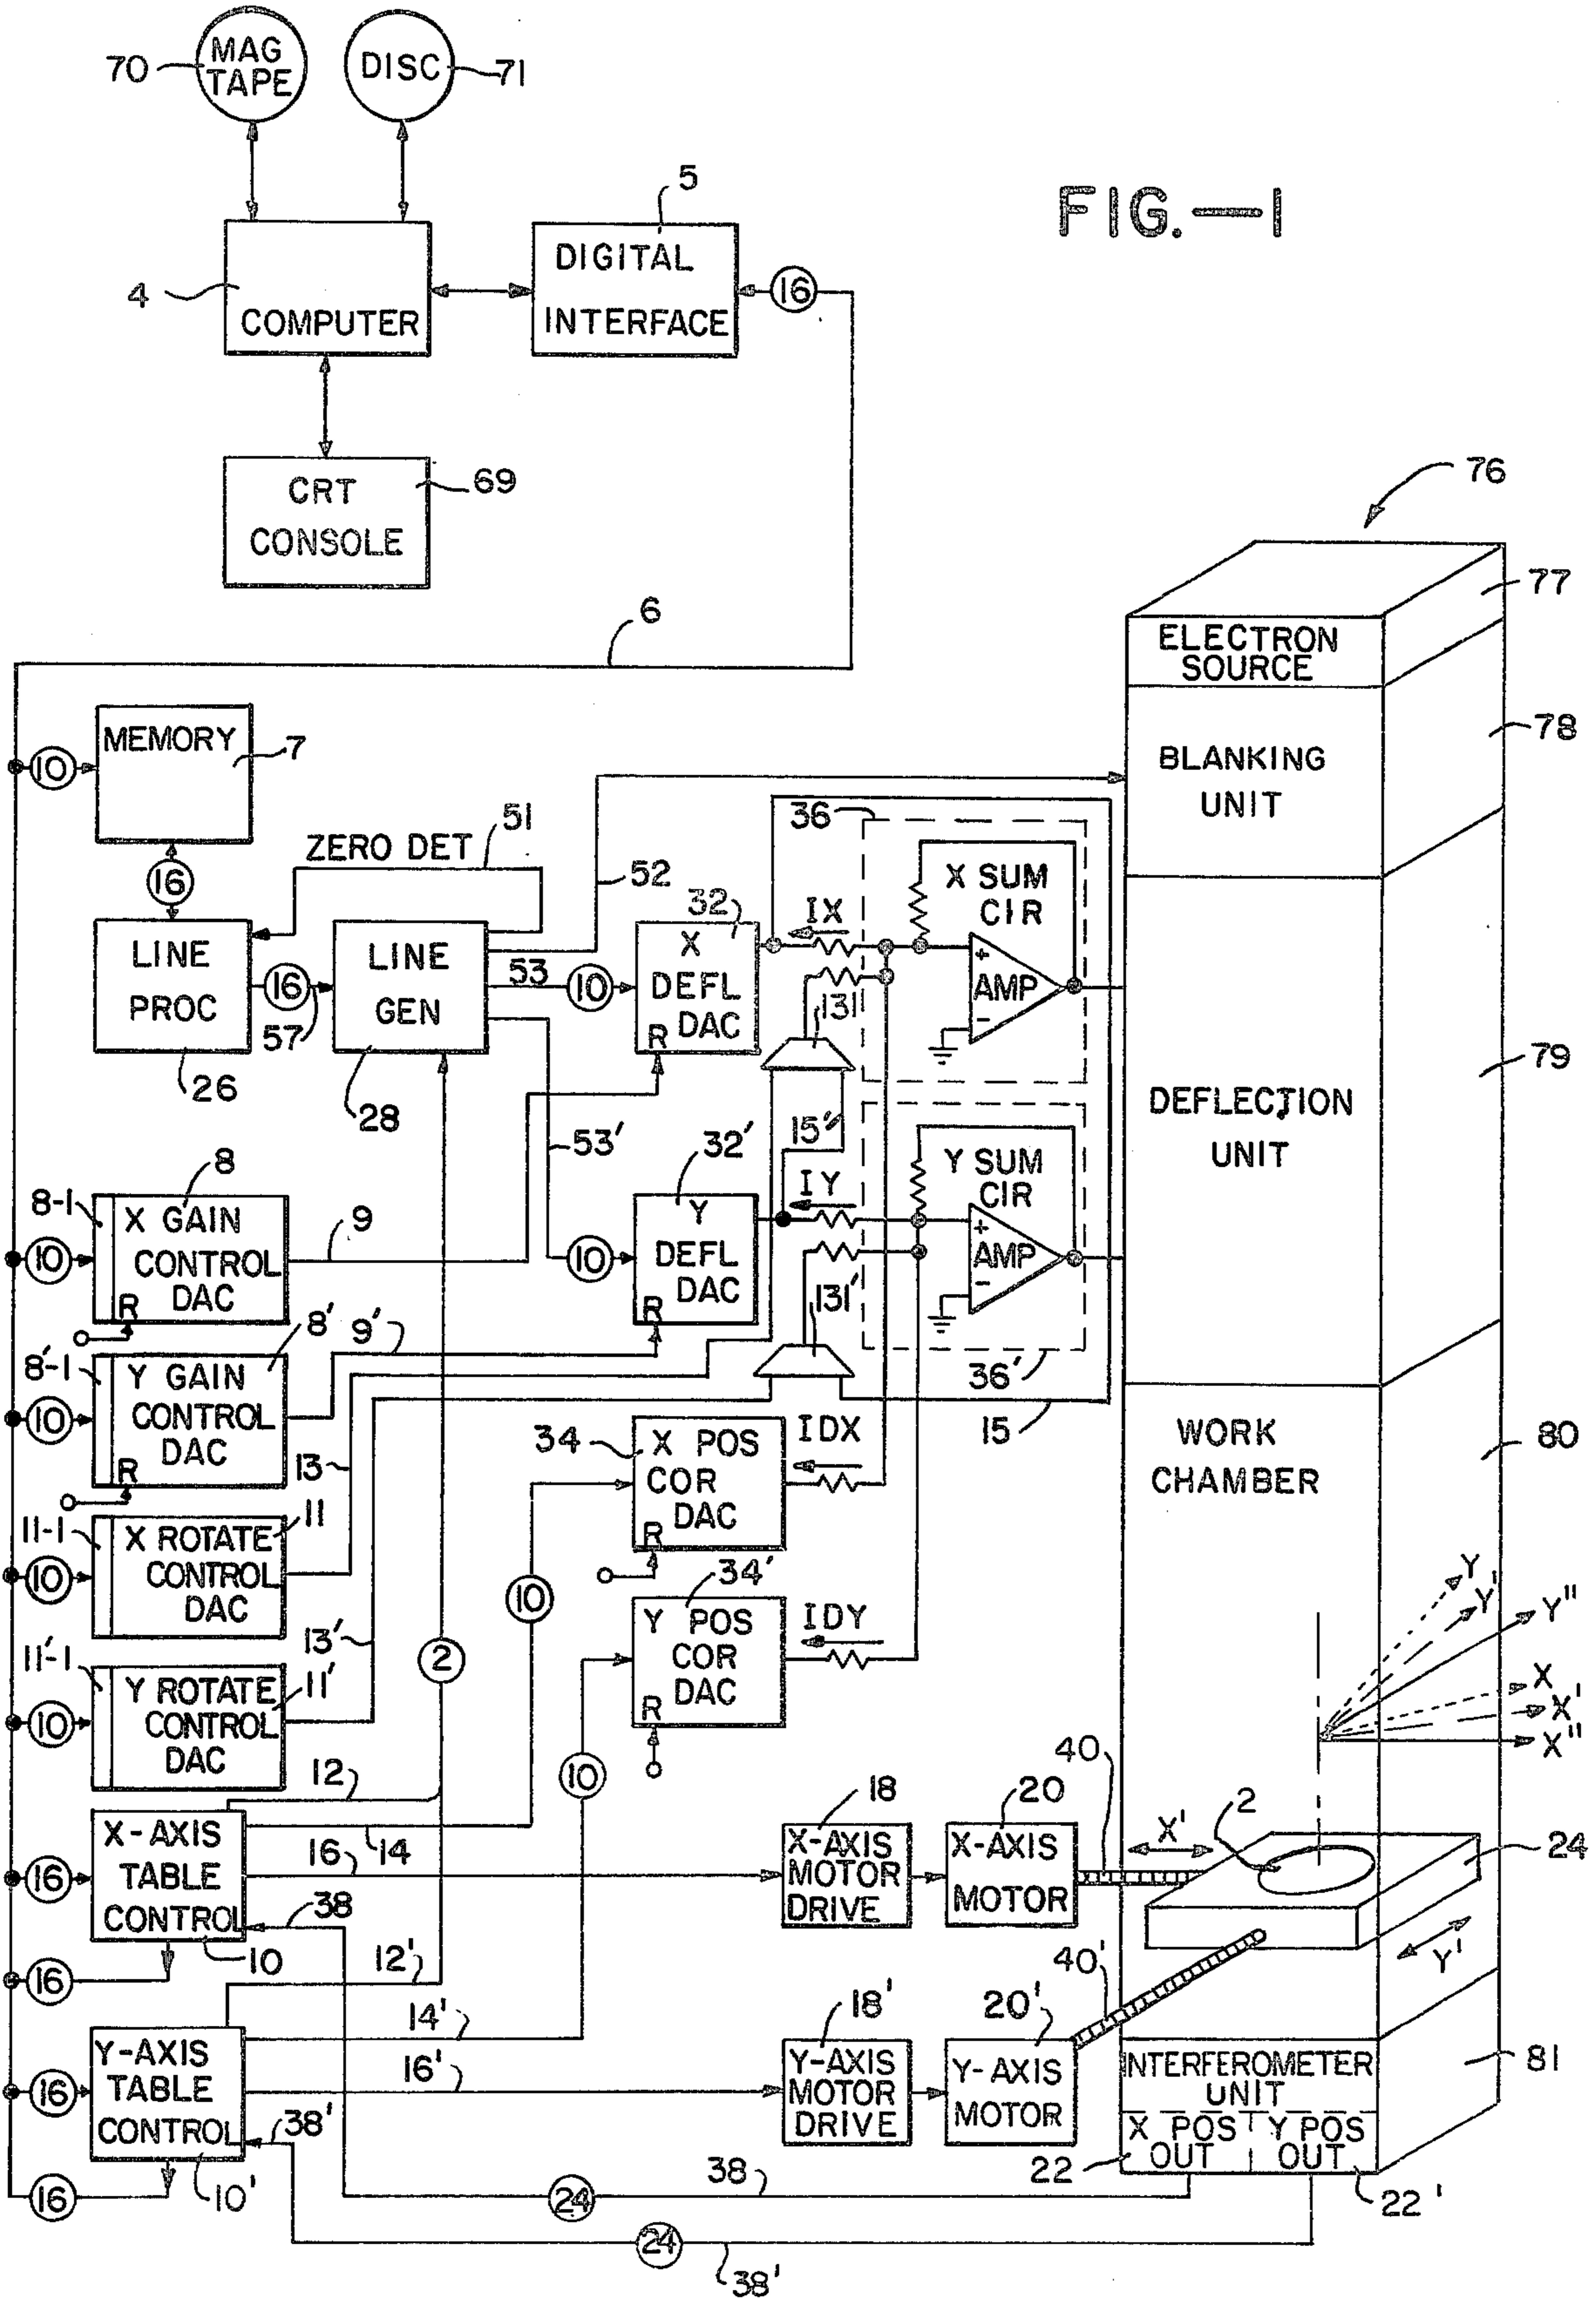 FIG.—1
MAG
TAPE
70
DISC
71
4
COMPUTER
5
DIGITAL
INTERFACE
16
CRT
CONSOLE
69
6
76
77
ELECTRON
SOURCE
78
BLANKING
UNIT
79
DEFLECTION
UNIT
80
WORK
CHAMBER
10
MEMORY
7
16
ZERO DET
51
52
LINE
PROC
26
16
57
LINE
GEN
28
53
10
53'
32
X
DEFL
DAC
R
IX
131
15'
36
X SUM
CIR
+
AMP
−
32'
Y
DEFL
DAC
R
10
IY
131'
Y SUM
CIR
+
AMP
−
36'
15
8-1
8
10
X GAIN
CONTROL
DAC
R
9
8'-1
8'
10
Y GAIN
CONTROL
DAC
R
9'
11-1
11
10
X ROTATE
CONTROL
DAC
13
11'-1
11'
10
Y ROTATE
CONTROL
DAC
13'
34
X POS
COR
DAC
R
IDX
10
34'
Y POS
COR
DAC
R
IDY
10
2
12
14
16
X-AXIS
TABLE
CONTROL
10
16
16
38
12'
14'
16'
Y-AXIS
TABLE
CONTROL
10'
16
16
38'
18
X-AXIS
MOTOR
DRIVE
20
X-AXIS
MOTOR
40
X'
2
24
Y'
Y
Y'
Y"
X
X'
X"
18'
Y-AXIS
MOTOR
DRIVE
20'
Y-AXIS
MOTOR
40'
INTERFEROMETER
UNIT
81
X POS
OUT
22
Y POS
OUT
22'
24
38
24
38'